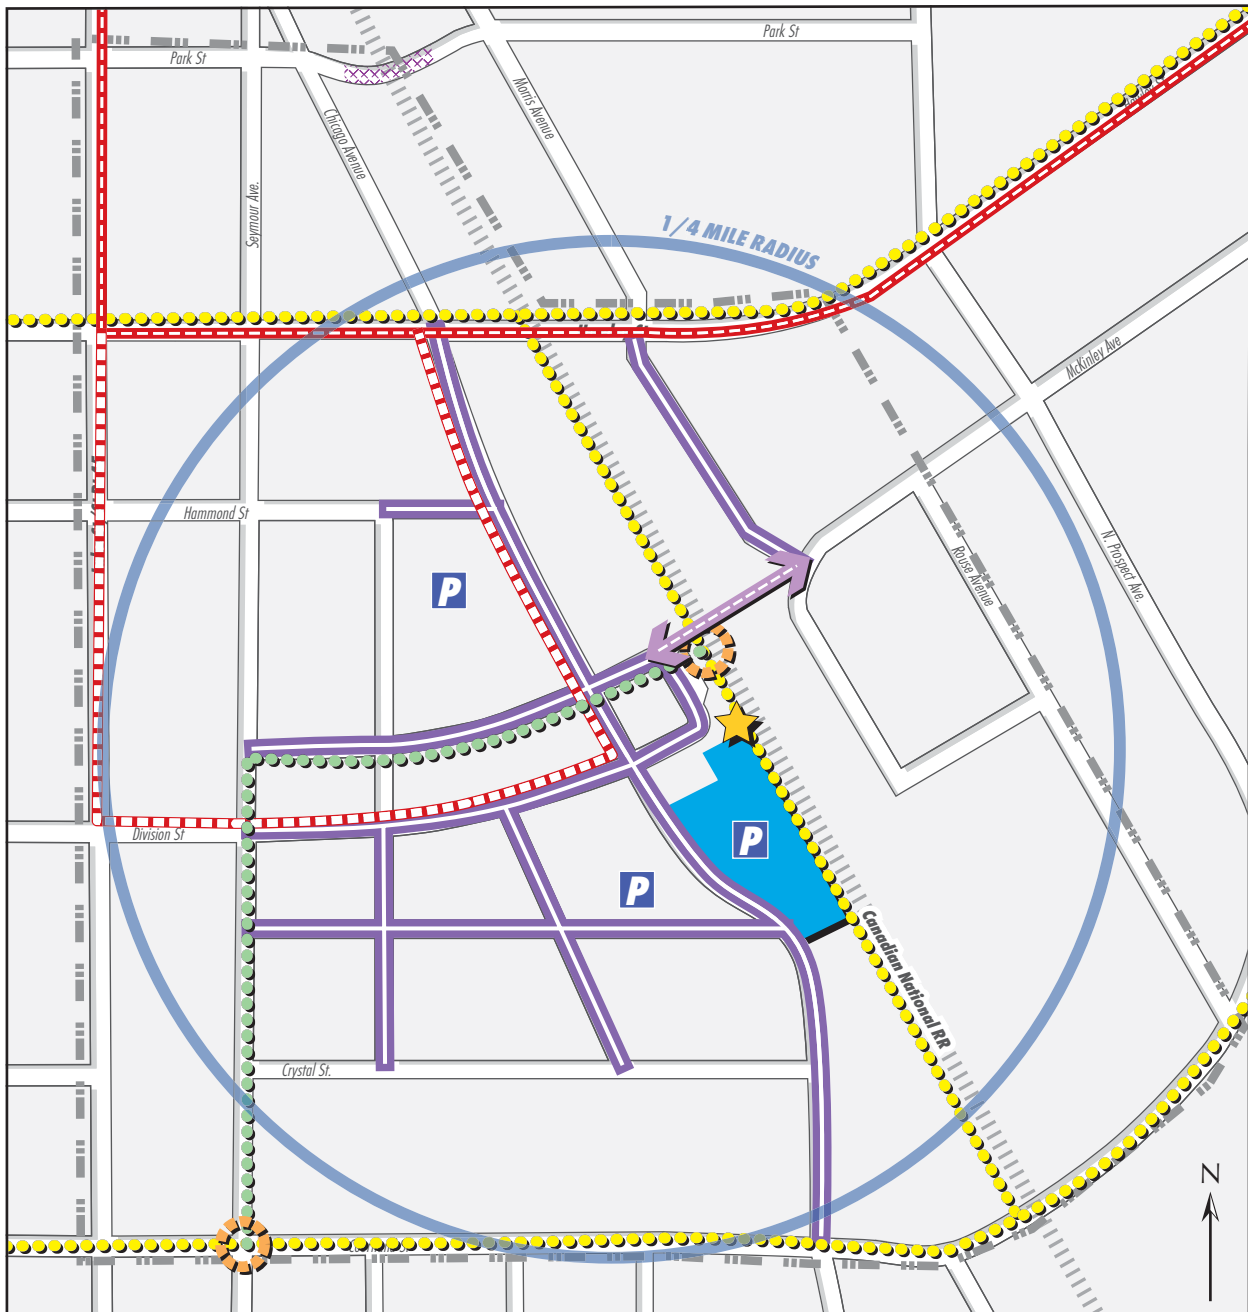 Park St
Park St
Morris Avenue
Chicago Avenue
Seymour Ave.
1/4 MILE RADIUS
McKinley Ave
Hammond St
N. Prospect Ave.
Rouse Avenue
P
P
P
Division St
Canadian National RR
Crystal St.
N